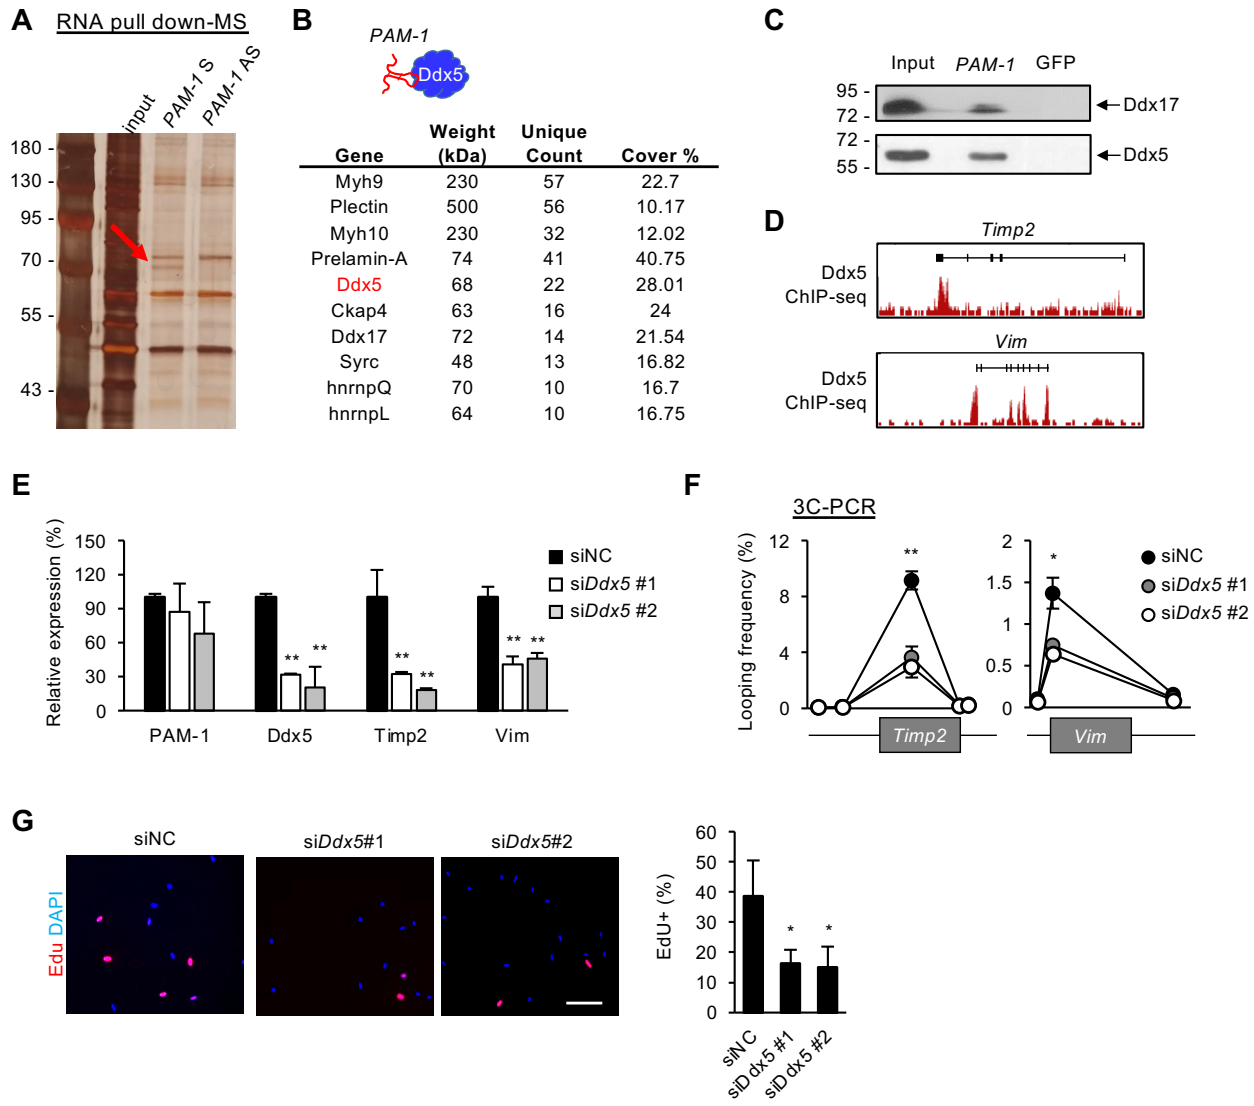 A RNA pull down-MS
input
PAM-1 S
PAM-1 AS
180 -
130 -
95 -
70 -
55 -
43 -
B
PAM-1
Ddx5
Gene Weight (kDa) Unique Count Cover %
Myh9 230 57 22.7
Plectin 500 56 10.17
Myh10 230 32 12.02
Prelamin-A 74 41 40.75
Ddx5 68 22 28.01
Ckap4 63 16 24
Ddx17 72 14 21.54
Syrc 48 13 16.82
hnrnpQ 70 10 16.7
hnrnpL 64 10 16.75
C
Input PAM-1 GFP
95 -
72 -
Ddx17
72 -
55 -
Ddx5
D
Timp2
Ddx5
ChIP-seq
Vim
Ddx5
ChIP-seq
E
Relative expression (%)
150
120
90
60
30
0
** ** ** ** ** **
PAM-1 Ddx5 Timp2 Vim
siNC
siDdx5 #1
siDdx5 #2
F
3C-PCR
Looping frequency (%)
12
8
4
0
**
Timp2
2
1.5
1
0.5
0
*
Vim
siNC
siDdx5 #1
siDdx5 #2
G
siNC siDdx5#1 siDdx5#2
Edu DAPI
EdU+ (%)
60
50
40
30
20
10
0
* *
siNC
siDdx5 #1
siDdx5 #2